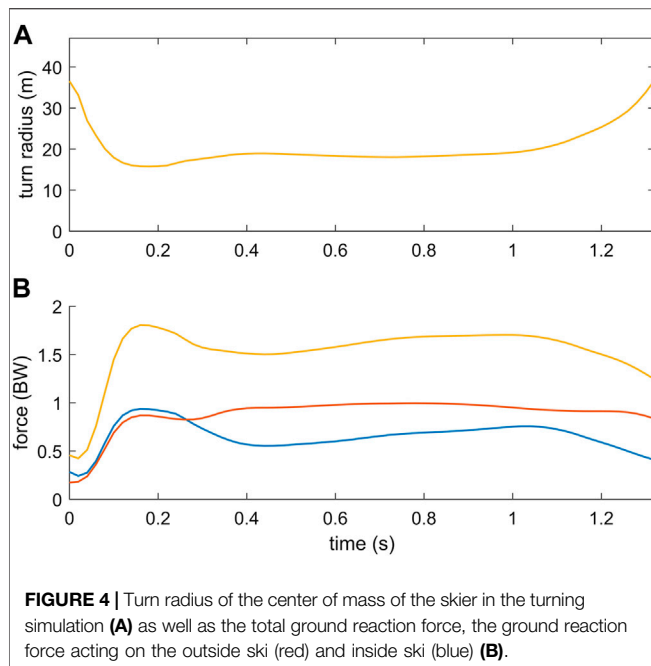 A
turn radius (m)
40
30
20
10
0
0 0.2 0.4 0.6 0.8 1 1.2
B
force (BW)
2
1.5
1
0.5
0
0 0.2 0.4 0.6 0.8 1 1.2
time (s)
FIGURE 4 | Turn radius of the center of mass of the skier in the turning
simulation (A) as well as the total ground reaction force, the ground reaction
force acting on the outside ski (red) and inside ski (blue) (B).